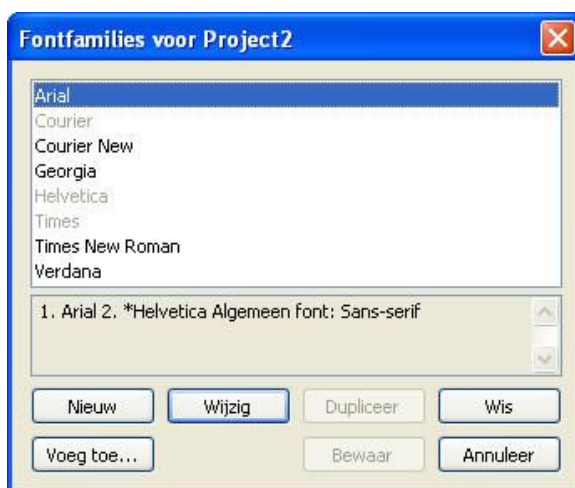 Fontfamilies voor Project2
Arial
Courier
Courier New
Georgia
Helvetica
Times
Times New Roman
Verdana
1. Arial 2. *Helvetica Algemeen font: Sans-serif
Nieuw Wijzig Dupliceer Wis
Voeg toe... Bewaar Annuleer